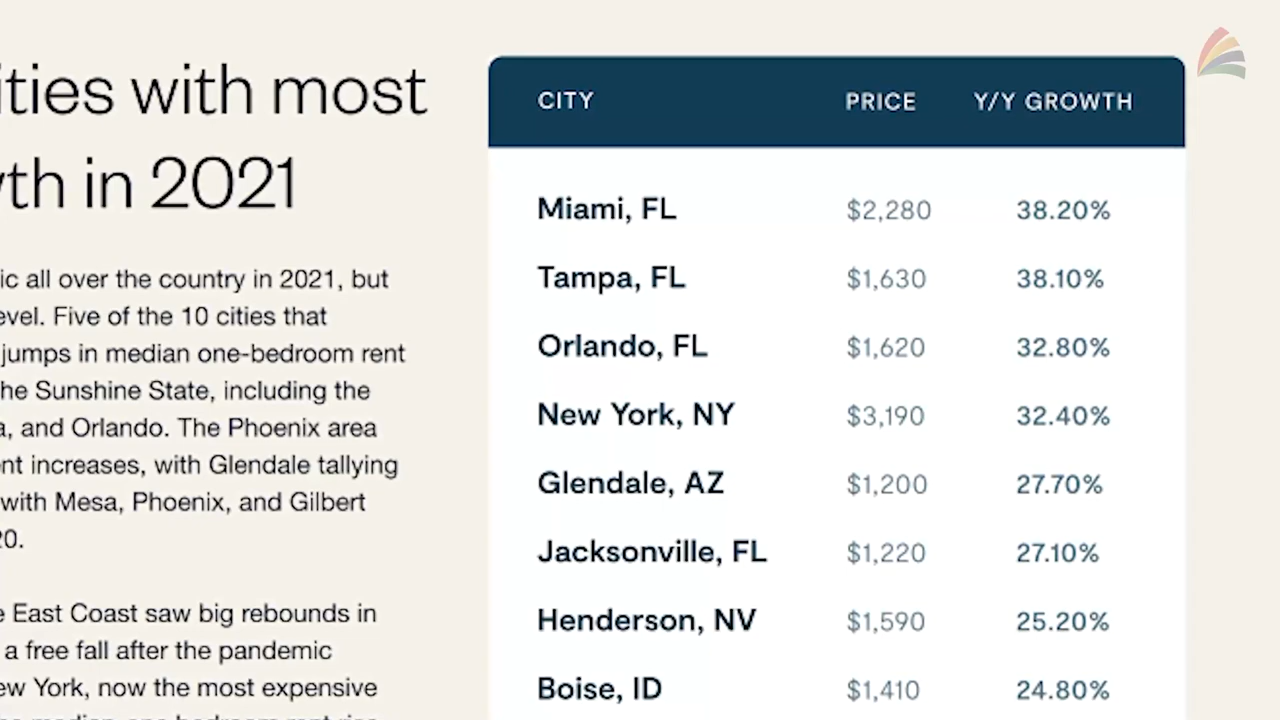 ities with most
th in 2021
ic all over the country in 2021, but
evel. Five of the 10 cities that
jumps in median one-bedroom rent
he Sunshine State, including the
a, and Orlando. The Phoenix area
nt increases, with Glendale tallying
with Mesa, Phoenix, and Gilbert
20.
e East Coast saw big rebounds in
a free fall after the pandemic
ew York, now the most expensive
CITY PRICE Y/Y GROWTH
Miami, FL $2,280 38.20%
Tampa, FL $1,630 38.10%
Orlando, FL $1,620 32.80%
New York, NY $3,190 32.40%
Glendale, AZ $1,200 27.70%
Jacksonville, FL $1,220 27.10%
Henderson, NV $1,590 25.20%
Boise, ID $1,410 24.80%